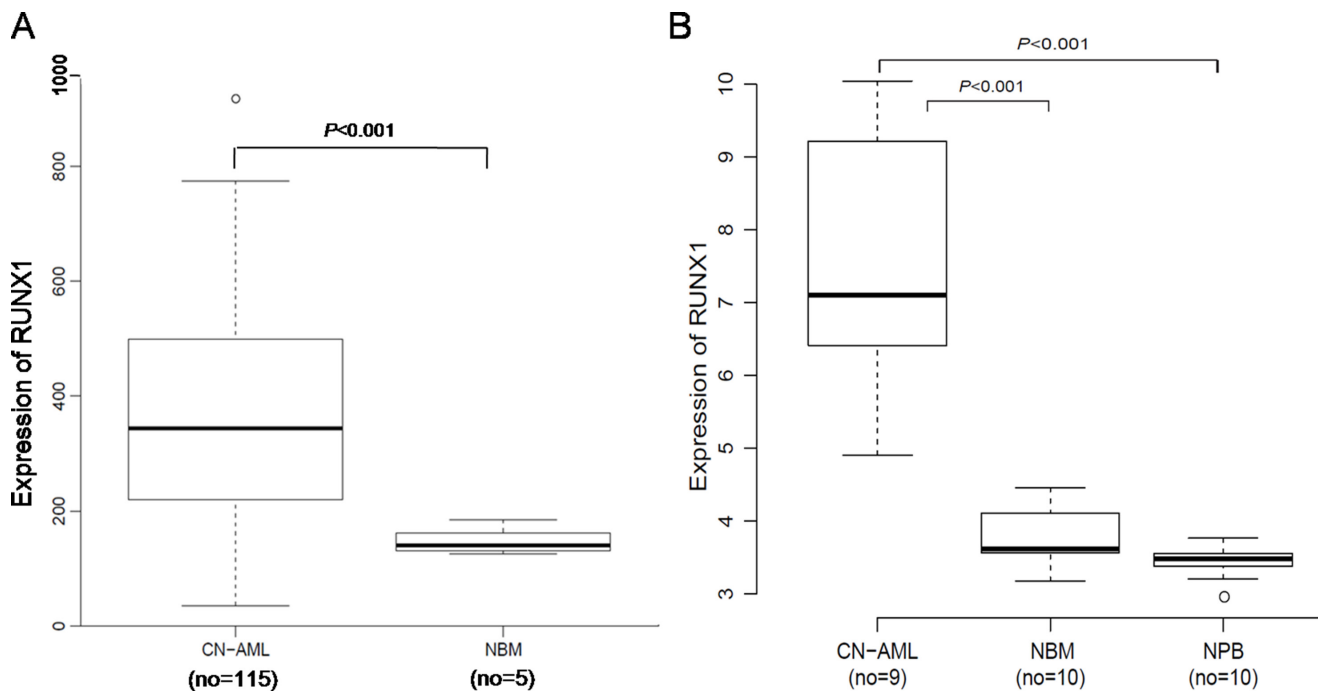 A
Expression of RUNX1
1000
800
600
400
200
0
P<0.001
CN-AML
(no=115)
NBM
(no=5)
B
Expression of RUNX1
10
9
8
7
6
5
4
3
P<0.001
P<0.001
CN-AML
(no=9)
NBM
(no=10)
NPB
(no=10)